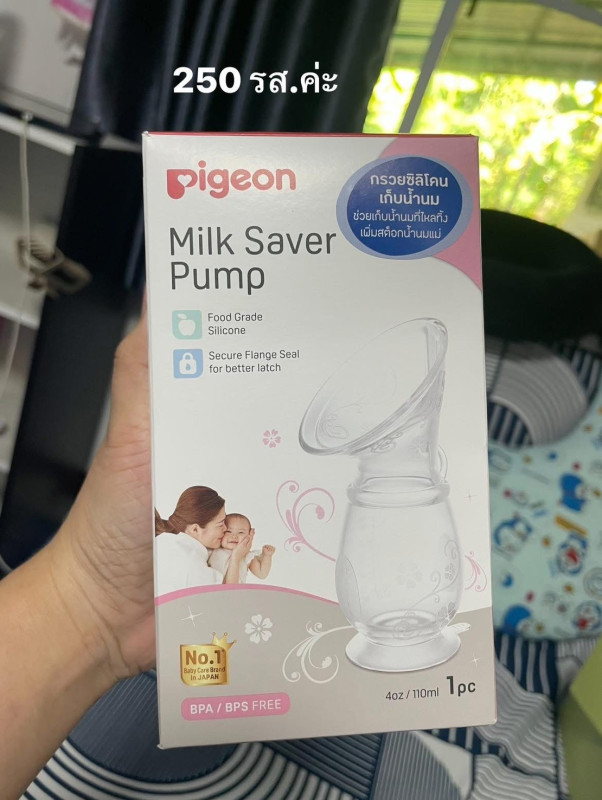 250 รส.ค่ะ
pigeon
กรวยซิลิโคน
เก็บน้ำนม
ช่วยเก็บน้ำนมที่ไหลทิ้ง
เพิ่มสต็อกน้ำนมแม่
Milk Saver
Pump
Food Grade
Silicone
Secure Flange Seal
for better latch
No.1
Baby Care Brand
in JAPAN
BPA / BPS FREE
4oz / 110ml 1pc